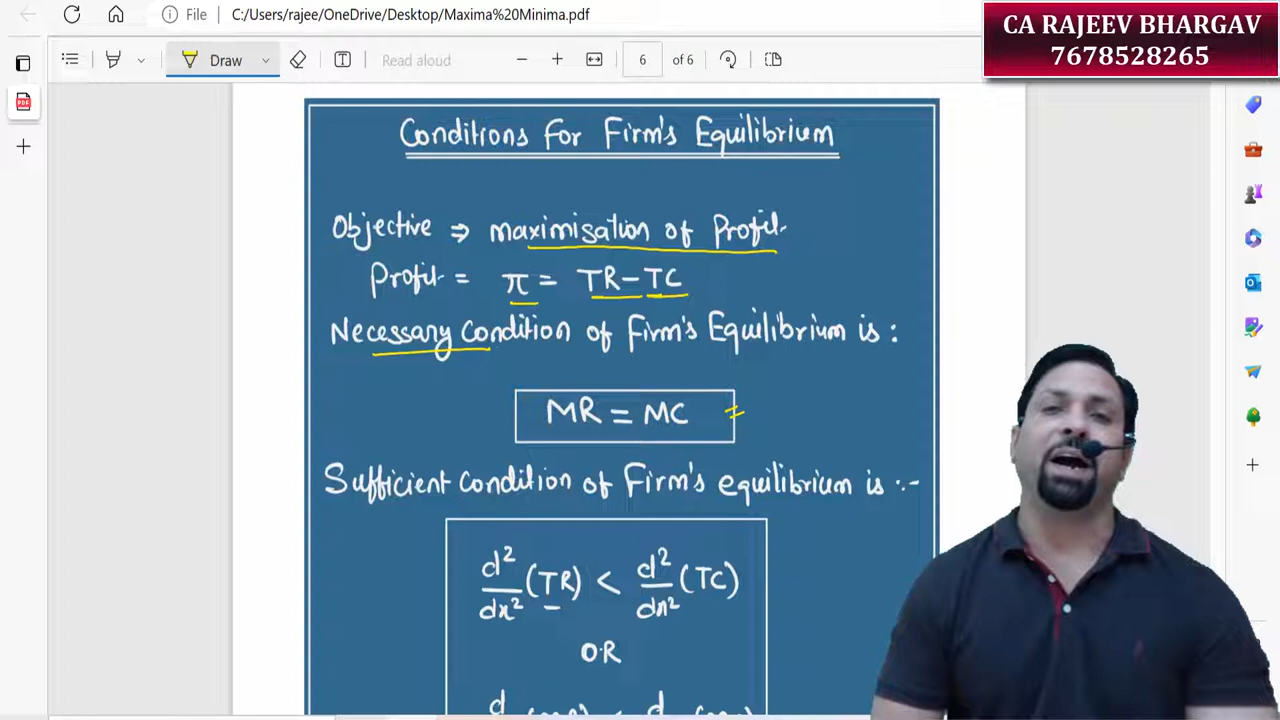 File
C:/Users/rajee/OneDrive/Desktop/Maxima%20Minima.pdf
CA RAJEEV BHARGAV
7678528265
Draw
Read aloud
6 of 6
Conditions for Firm's Equilibrium
Objective ⇒ maximisation of Profit
Profit = π = TR - TC
Necessary Condition of Firm's Equilibrium is :
MR = MC
Sufficient Condition of Firm's equilibrium is :-
d²/dx² (TR) < d²/dx² (TC)
OR